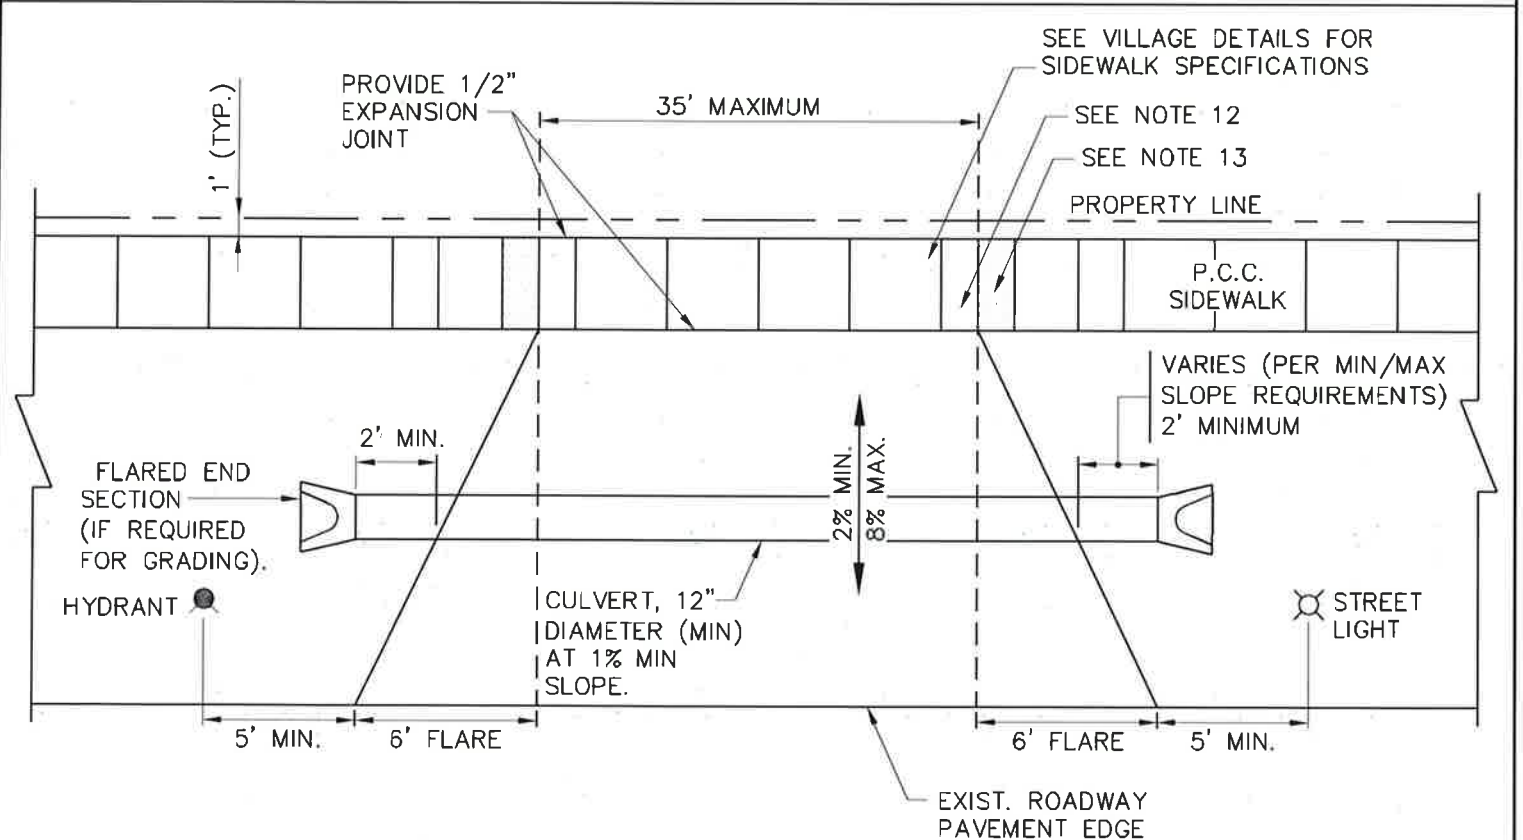 SEE VILLAGE DETAILS FOR
SIDEWALK SPECIFICATIONS
PROVIDE 1/2"
EXPANSION
JOINT
35' MAXIMUM
SEE NOTE 12
SEE NOTE 13
1' (TYP.)
PROPERTY LINE
P.C.C.
SIDEWALK
VARIES (PER MIN/MAX
SLOPE REQUIREMENTS)
2' MINIMUM
2' MIN.
2% MIN.
8% MAX.
FLARED END
SECTION
(IF REQUIRED
FOR GRADING).
HYDRANT
CULVERT, 12"
DIAMETER (MIN)
AT 1% MIN
SLOPE.
STREET
LIGHT
5' MIN.
6' FLARE
6' FLARE
5' MIN.
EXIST. ROADWAY
PAVEMENT EDGE